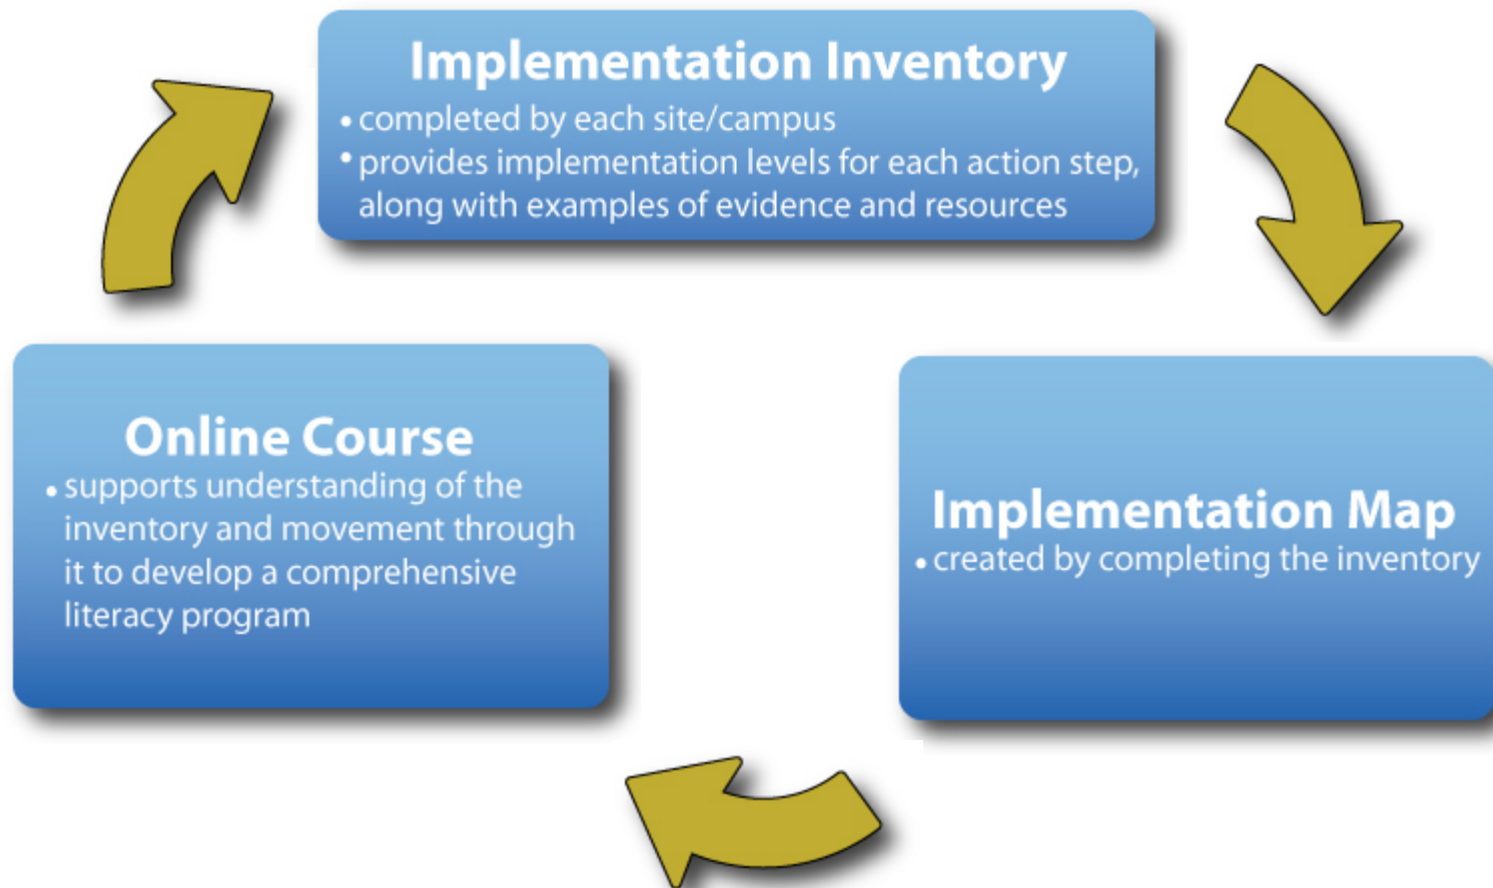 Implementation Inventory
• completed by each site/campus
• provides implementation levels for each action step,
along with examples of evidence and resources
Online Course
• supports understanding of the
inventory and movement through
it to develop a comprehensive
literacy program
Implementation Map
• created by completing the inventory